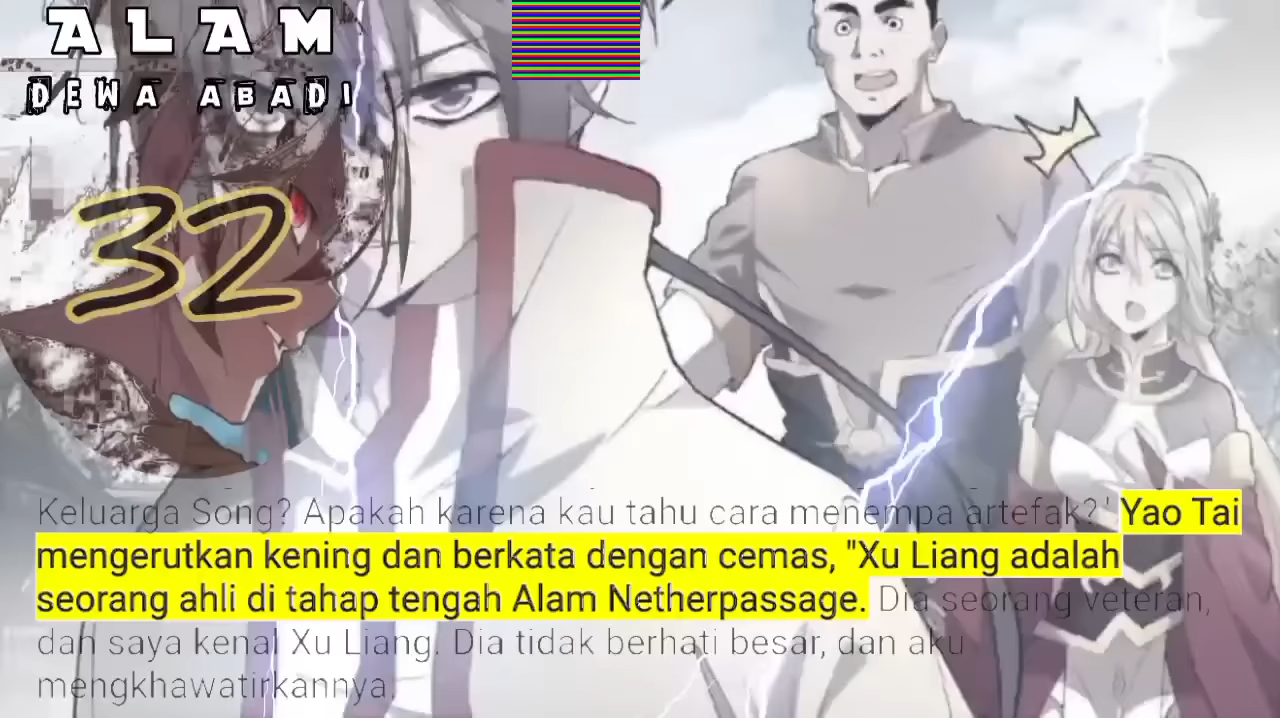 ALAM
DEWA ABADI
32
Keluarga Song? Apakah karena kau tahu cara menempa artefak?' Yao Tai
mengerutkan kening dan berkata dengan cemas, "Xu Liang adalah
seorang ahli di tahap tengah Alam Netherpassage. Dia seorang veteran,
dan saya kenal Xu Liang. Dia tidak berhati besar, dan aku
mengkhawatirkannya.